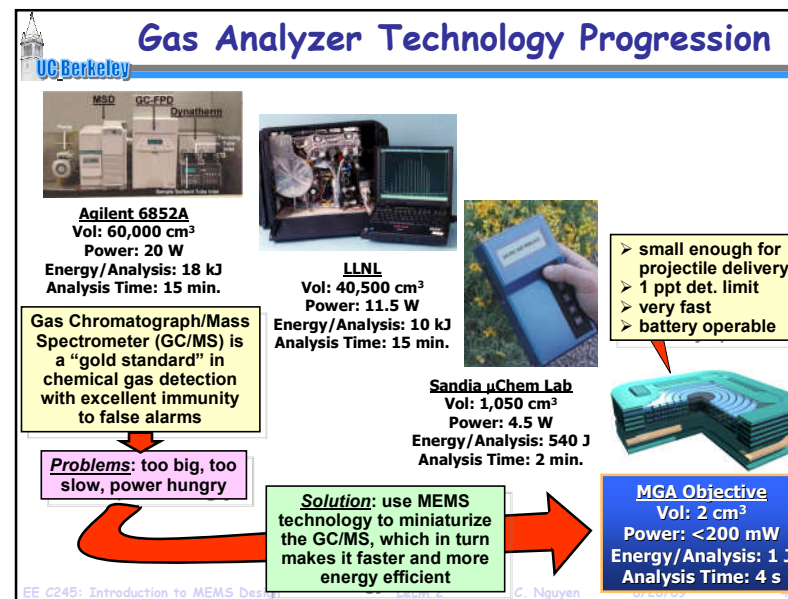 Gas Analyzer Technology Progression
UC Berkeley
MSD
GC-FPD
Dynatherm
Agilent 6852A
Vol: 60,000 cm³
Power: 20 W
Energy/Analysis: 18 kJ
Analysis Time: 15 min.
LLNL
Vol: 40,500 cm³
Power: 11.5 W
Energy/Analysis: 10 kJ
Analysis Time: 15 min.
Sandia µChem Lab
Vol: 1,050 cm³
Power: 4.5 W
Energy/Analysis: 540 J
Analysis Time: 2 min.
➢ small enough for
projectile delivery
➢ 1 ppt det. limit
➢ very fast
➢ battery operable
Gas Chromatograph/Mass
Spectrometer (GC/MS) is
a “gold standard” in
chemical gas detection
with excellent immunity
to false alarms
Problems: too big, too
slow, power hungry
Solution: use MEMS
technology to miniaturize
the GC/MS, which in turn
makes it faster and more
energy efficient
MGA Objective
Vol: 2 cm³
Power: <200 mW
Energy/Analysis: 1 J
Analysis Time: 4 s
EE C245: Introduction to MEMS Design
C. Nguyen